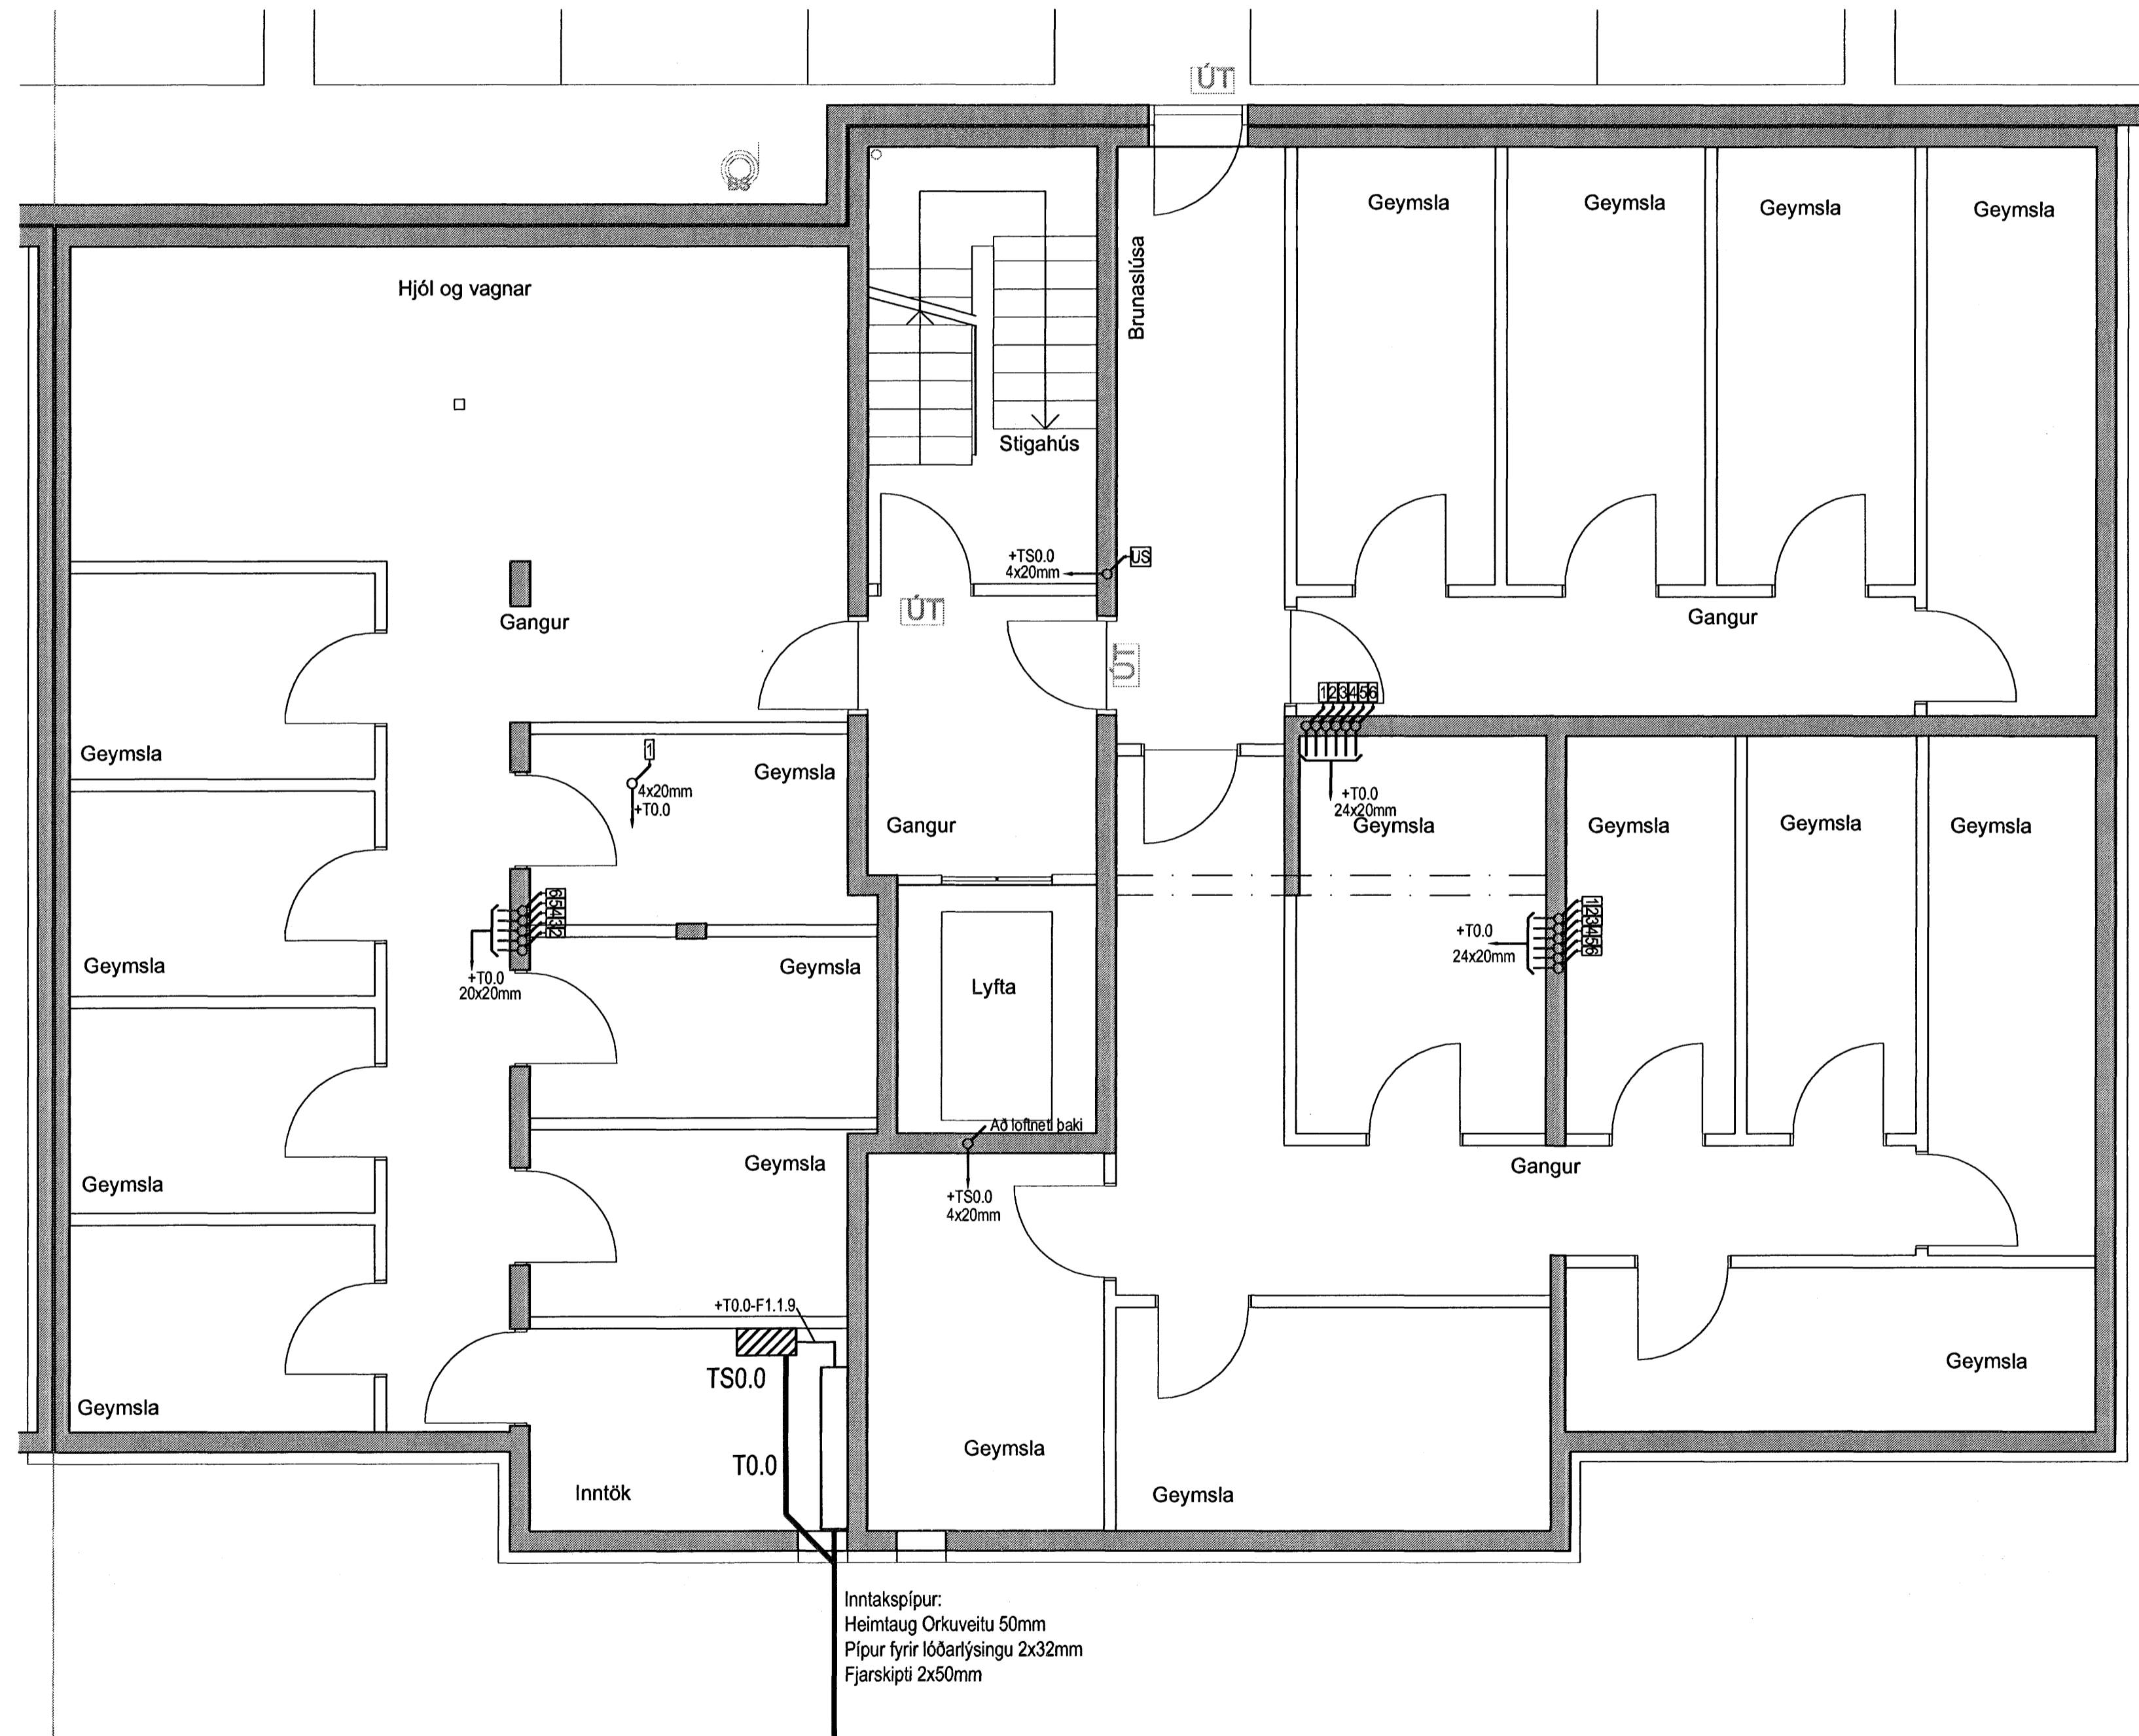 ÚT
BS
Geymsla
Geymsla
Geymsla
Geymsla
Brunaslúsa
Hjól og vagnar
Stigahús
+TS0.0
4x20mm
US
ÚT
Gangur
Gangur
ÚT
123456
Geymsla
1
4x20mm
+T0.0
Geymsla
Gangur
+T0.0
24x20mm
Geymsla
Geymsla
Geymsla
Geymsla
65432
+T0.0
20x20mm
Geymsla
Geymsla
Lyfta
123456
+T0.0
24x20mm
Að loftneti þaki
Geymsla
Geymsla
+TS0.0
4x20mm
Gangur
+T0.0-F1.1.9
TS0.0
Geymsla
Geymsla
T0.0
Geymsla
Inntök
Geymsla
Inntakspípur:
Heimtaug Orkuveitu 50mm
Pípur fyrir lóðarlýsingu 2x32mm
Fjarskipti 2x50mm